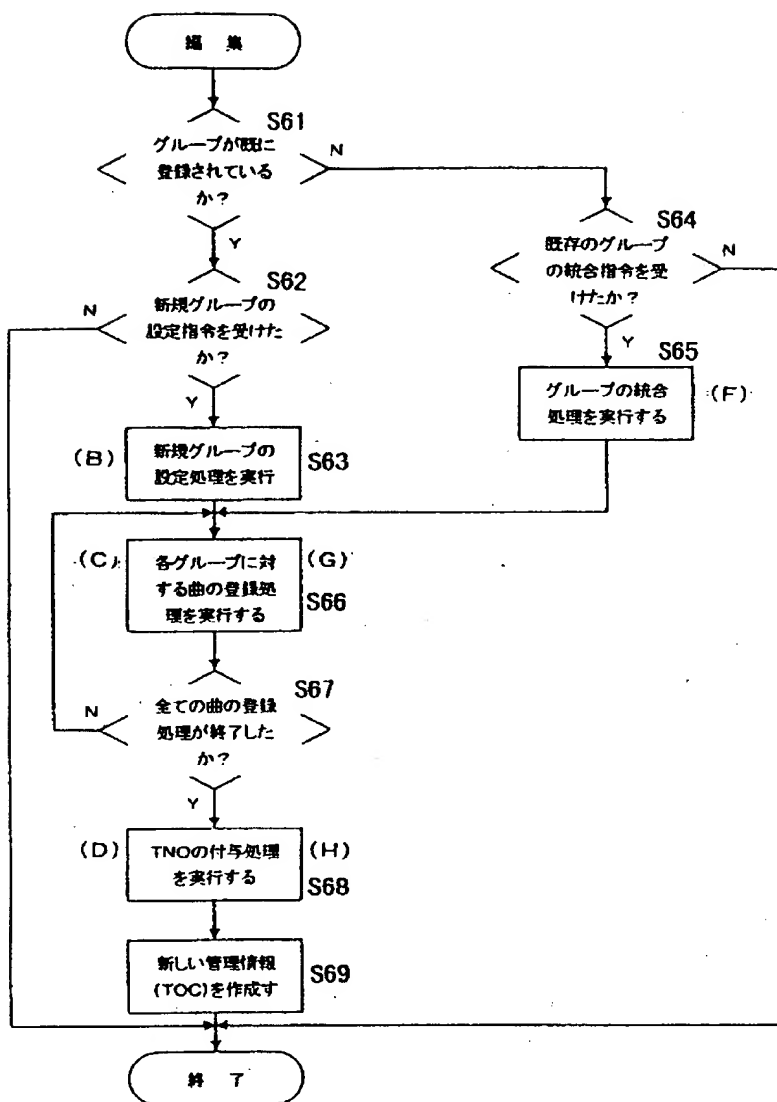 編 集
S61
グループが既に
登録されている
か?
N
Y
S64
既存のグループ
の統合指令を受
けたか?
N
Y
S62
新規グループの
設定指令を受けた
か?
N
Y
S65
グループの統合
処理を実行する
(F)
(B)
新規グループの
設定処理を実行
S63
(C)
各グループに対
する曲の登録処
理を実行する
(G)
S66
S67
全ての曲の登録
処理が終了した
か?
N
Y
(D)
TNOの付与処理
を実行する
(H)
S68
新しい管理情報
(TOC)を作成す
S69
終 了